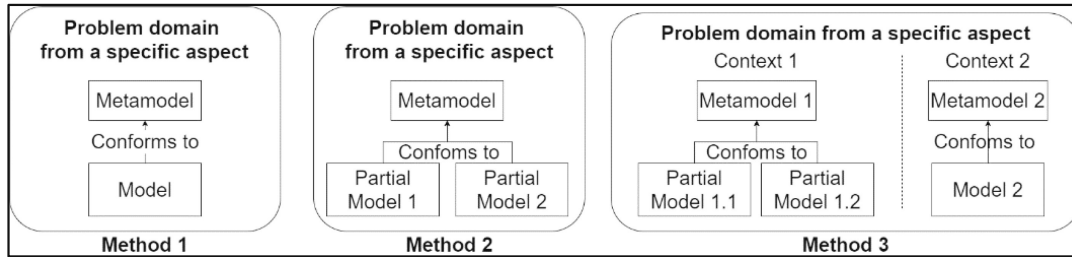 Problem domain
from a specific aspect
Metamodel
Conforms to
Model
Method 1
Problem domain
from a specific aspect
Metamodel
Confoms to
Partial
Model 1
Partial
Model 2
Method 2
Problem domain from a specific aspect
Context 1
Metamodel 1
Confoms to
Partial
Model 1.1
Partial
Model 1.2
Context 2
Metamodel 2
Conforms to
Model 2
Method 3